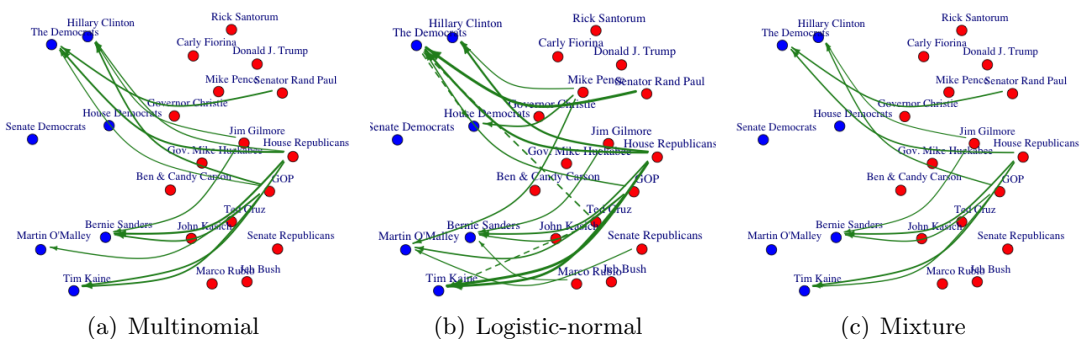 Rick Santorum
Hillary Clinton
The Democrats
Carly Fiorina
Donald J. Trump
Mike Pence
Senator Rand Paul
Governor Christie
House Democrats
Senate Democrats
Jim Gilmore
House Republicans
Gov. Mike Huckabee
Ben & Candy Carson
GOP
Ted Cruz
Bernie Sanders
John Kasich
Martin O'Malley
Senate Republicans
Tim Kaine
Marco Rubio
Jeb Bush
(a) Multinomial
Rick Santorum
Hillary Clinton
The Democrats
Carly Fiorina
Donald J. Trump
Mike Pence
Senator Rand Paul
Governor Christie
House Democrats
Senate Democrats
Jim Gilmore
House Republicans
Gov. Mike Huckabee
Ben & Candy Carson
GOP
Ted Cruz
Bernie Sanders
John Kasich
Martin O'Malley
Senate Republicans
Tim Kaine
Marco Rubio
Jeb Bush
(b) Logistic-normal
Rick Santorum
Hillary Clinton
The Democrats
Carly Fiorina
Donald J. Trump
Mike Pence
Senator Rand Paul
Governor Christie
House Democrats
Senate Democrats
Jim Gilmore
House Republicans
Gov. Mike Huckabee
Ben & Candy Carson
GOP
Ted Cruz
Bernie Sanders
John Kasich
Martin O'Malley
Senate Republicans
Tim Kaine
Marco Rubio
Jeb Bush
(c) Mixture